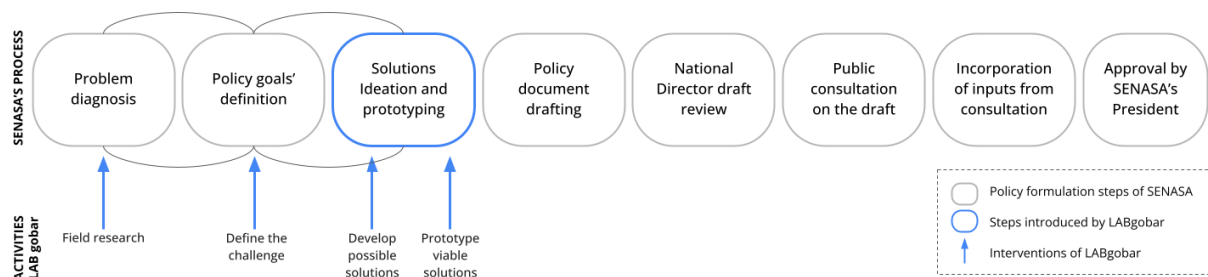 SENASA'S PROCESS
Problem
diagnosis
Policy goals'
definition
Solutions
Ideation and
prototyping
Policy
document
drafting
National
Director draft
review
Public
consultation
on the draft
Incorporation
of inputs from
consultation
Approval by
SENASA's
President
ACTIVITIES
LAB gobar
Field research
Define the
challenge
Develop
possible
solutions
Prototype
viable
solutions
Policy formulation steps of SENASA
Steps introduced by LABgobar
Interventions of LABgobar